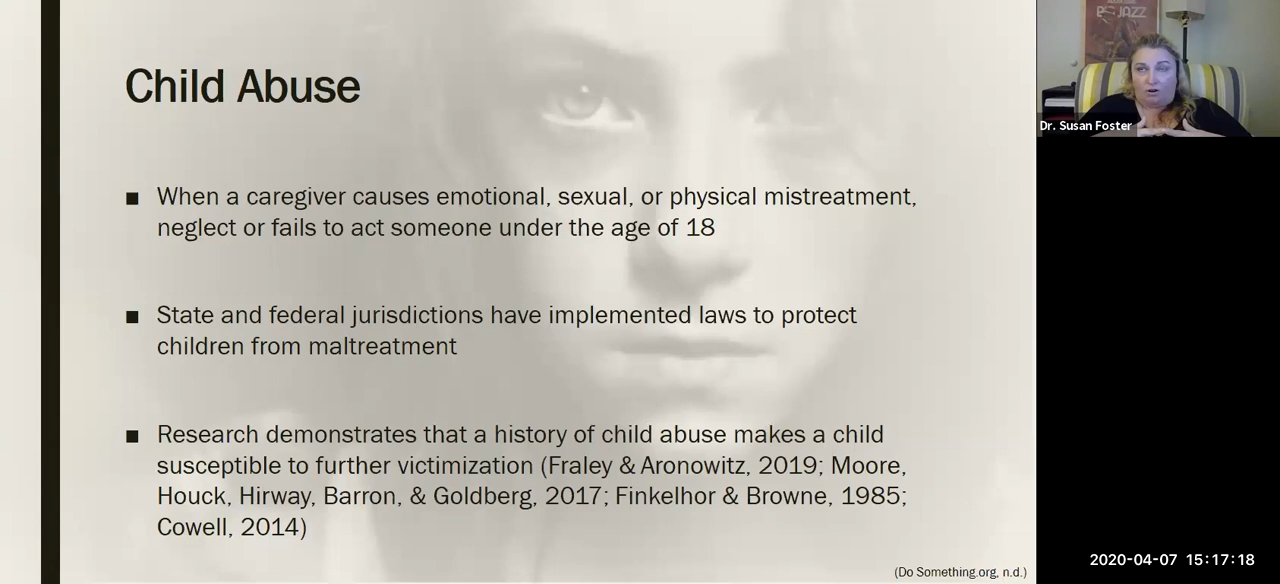 Child Abuse
■ When a caregiver causes emotional, sexual, or physical mistreatment,
neglect or fails to act someone under the age of 18
■ State and federal jurisdictions have implemented laws to protect
children from maltreatment
■ Research demonstrates that a history of child abuse makes a child
susceptible to further victimization (Fraley & Aronowitz, 2019; Moore,
Houck, Hirway, Barron, & Goldberg, 2017; Finkelhor & Browne, 1985;
Cowell, 2014)
(Do Something.org, n.d.)
JAZZ
Dr. Susan Foster
2020-04-07 15:17:18